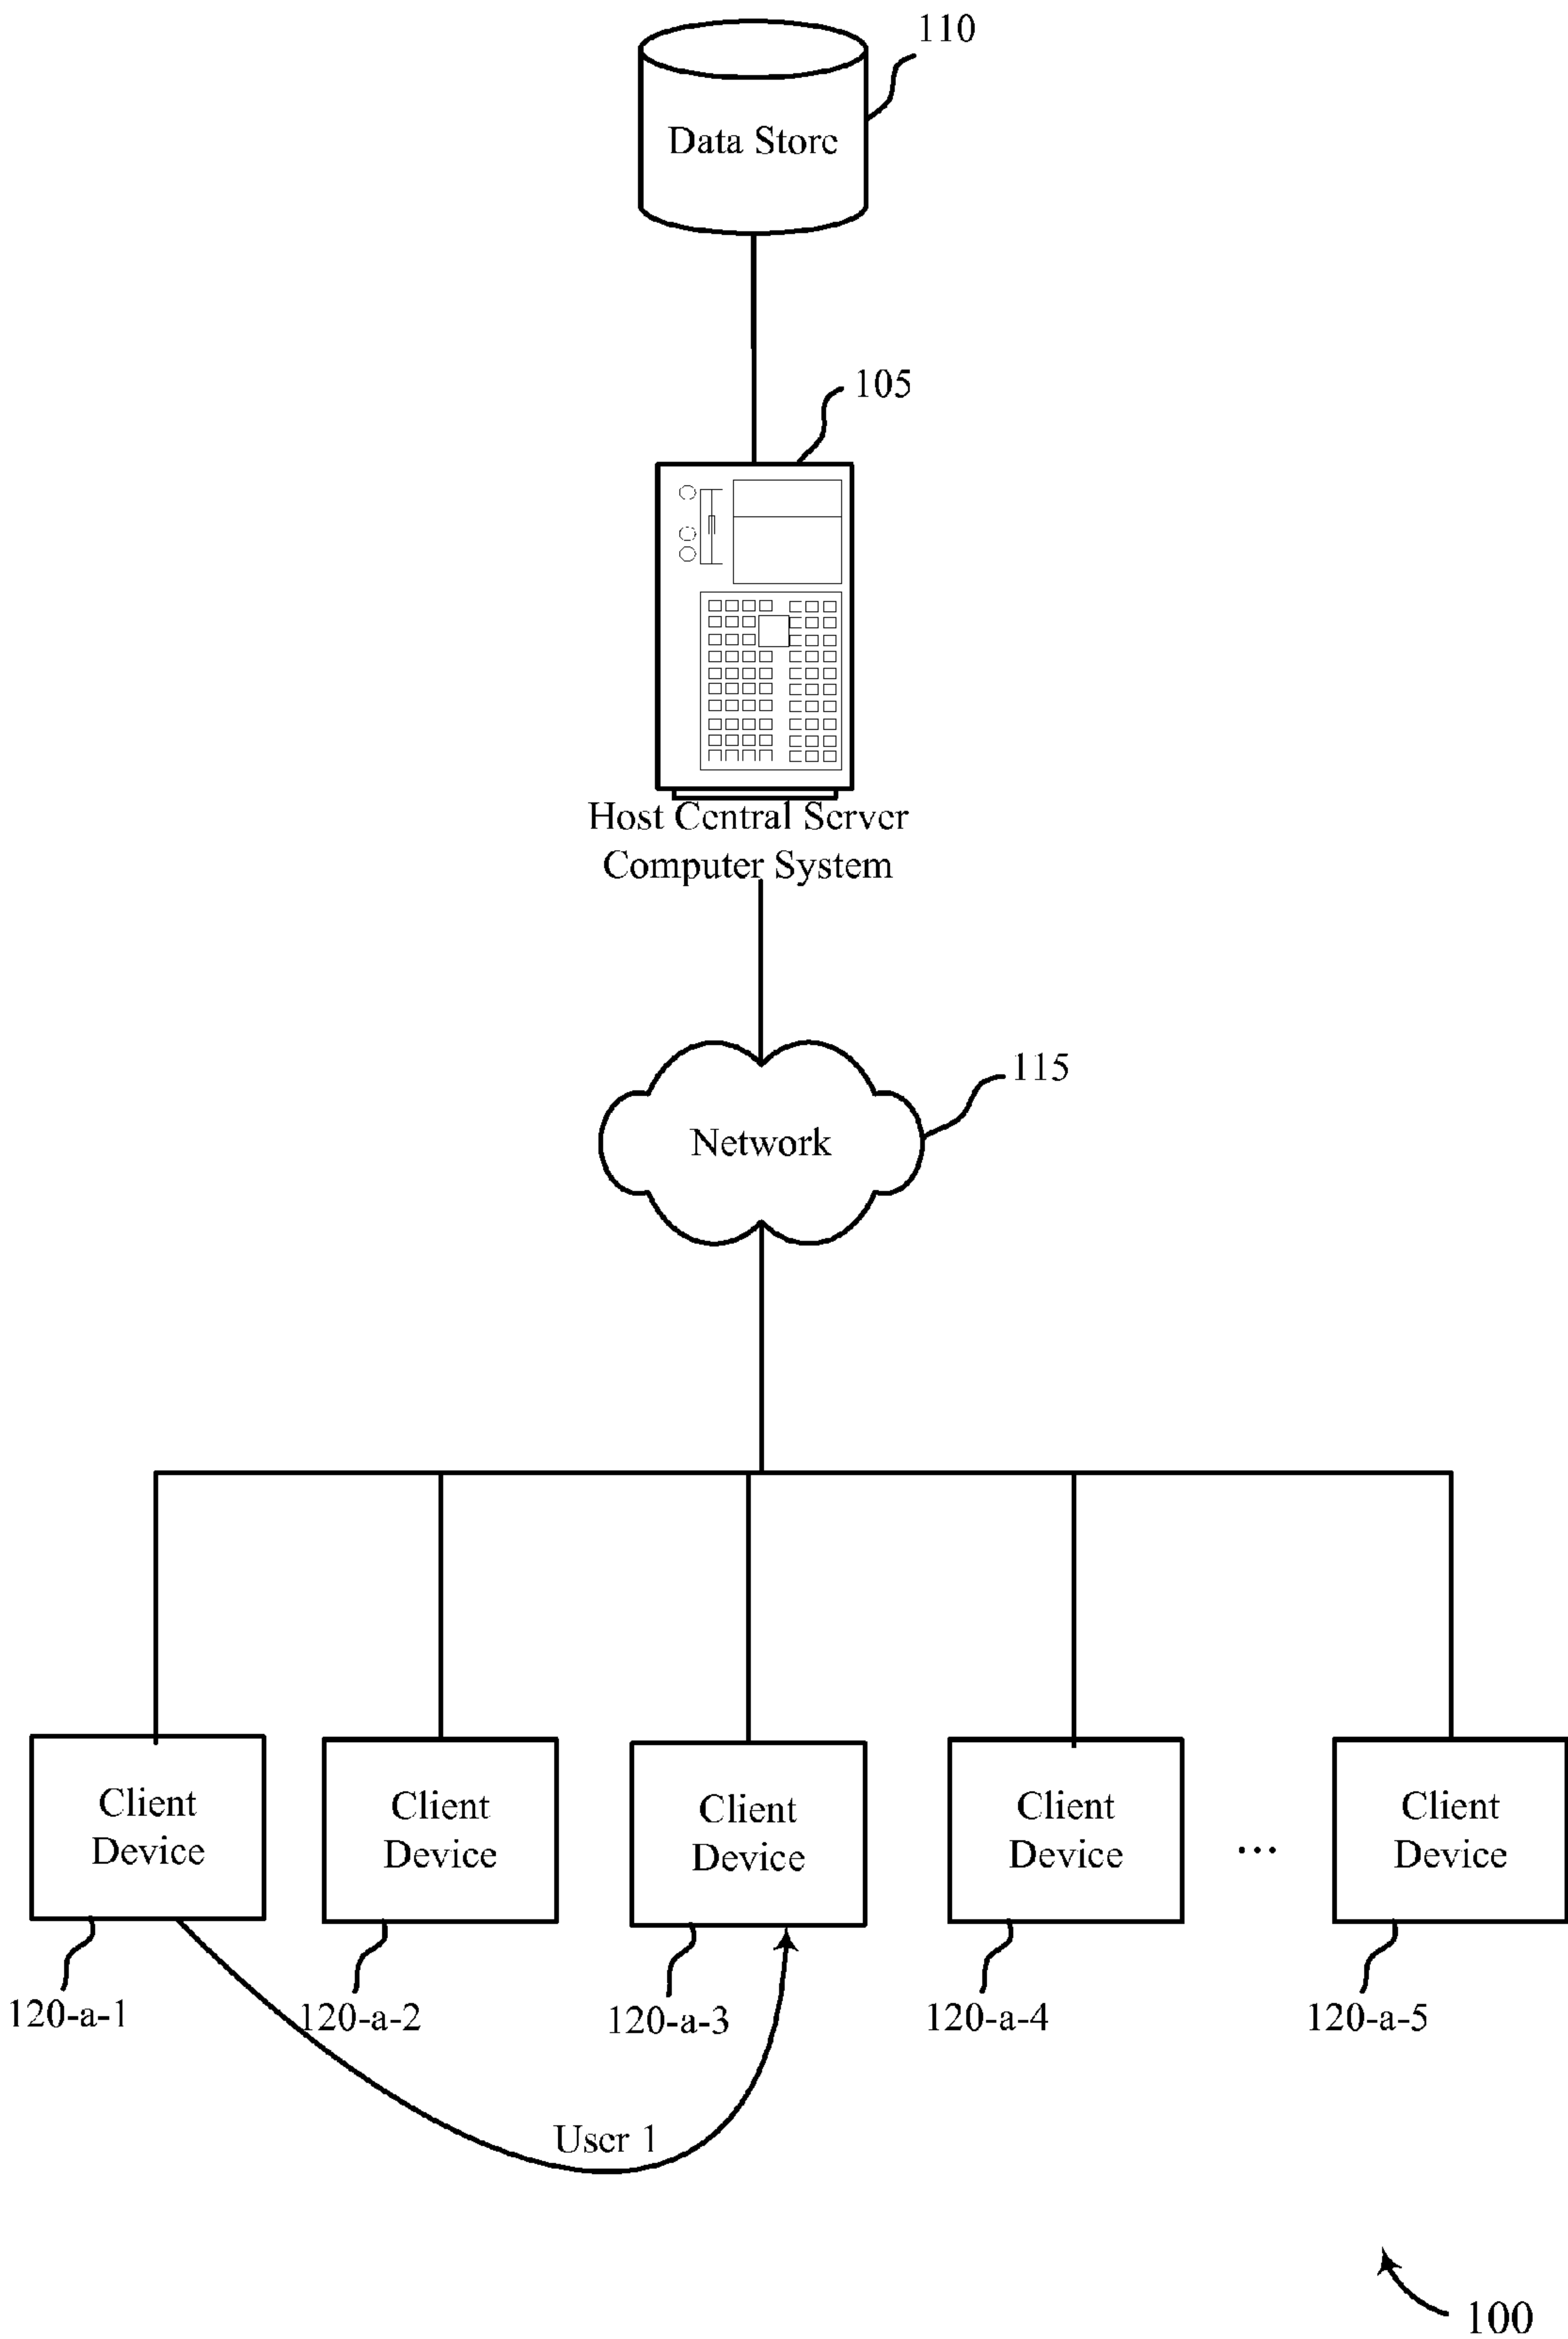 110
Data Store
105
Host Central Server
Computer System
115
Network
Client
Device
Client
Device
Client
Device
Client
Device
...
Client
Device
120-a-1
120-a-2
120-a-3
120-a-4
120-a-5
User 1
100